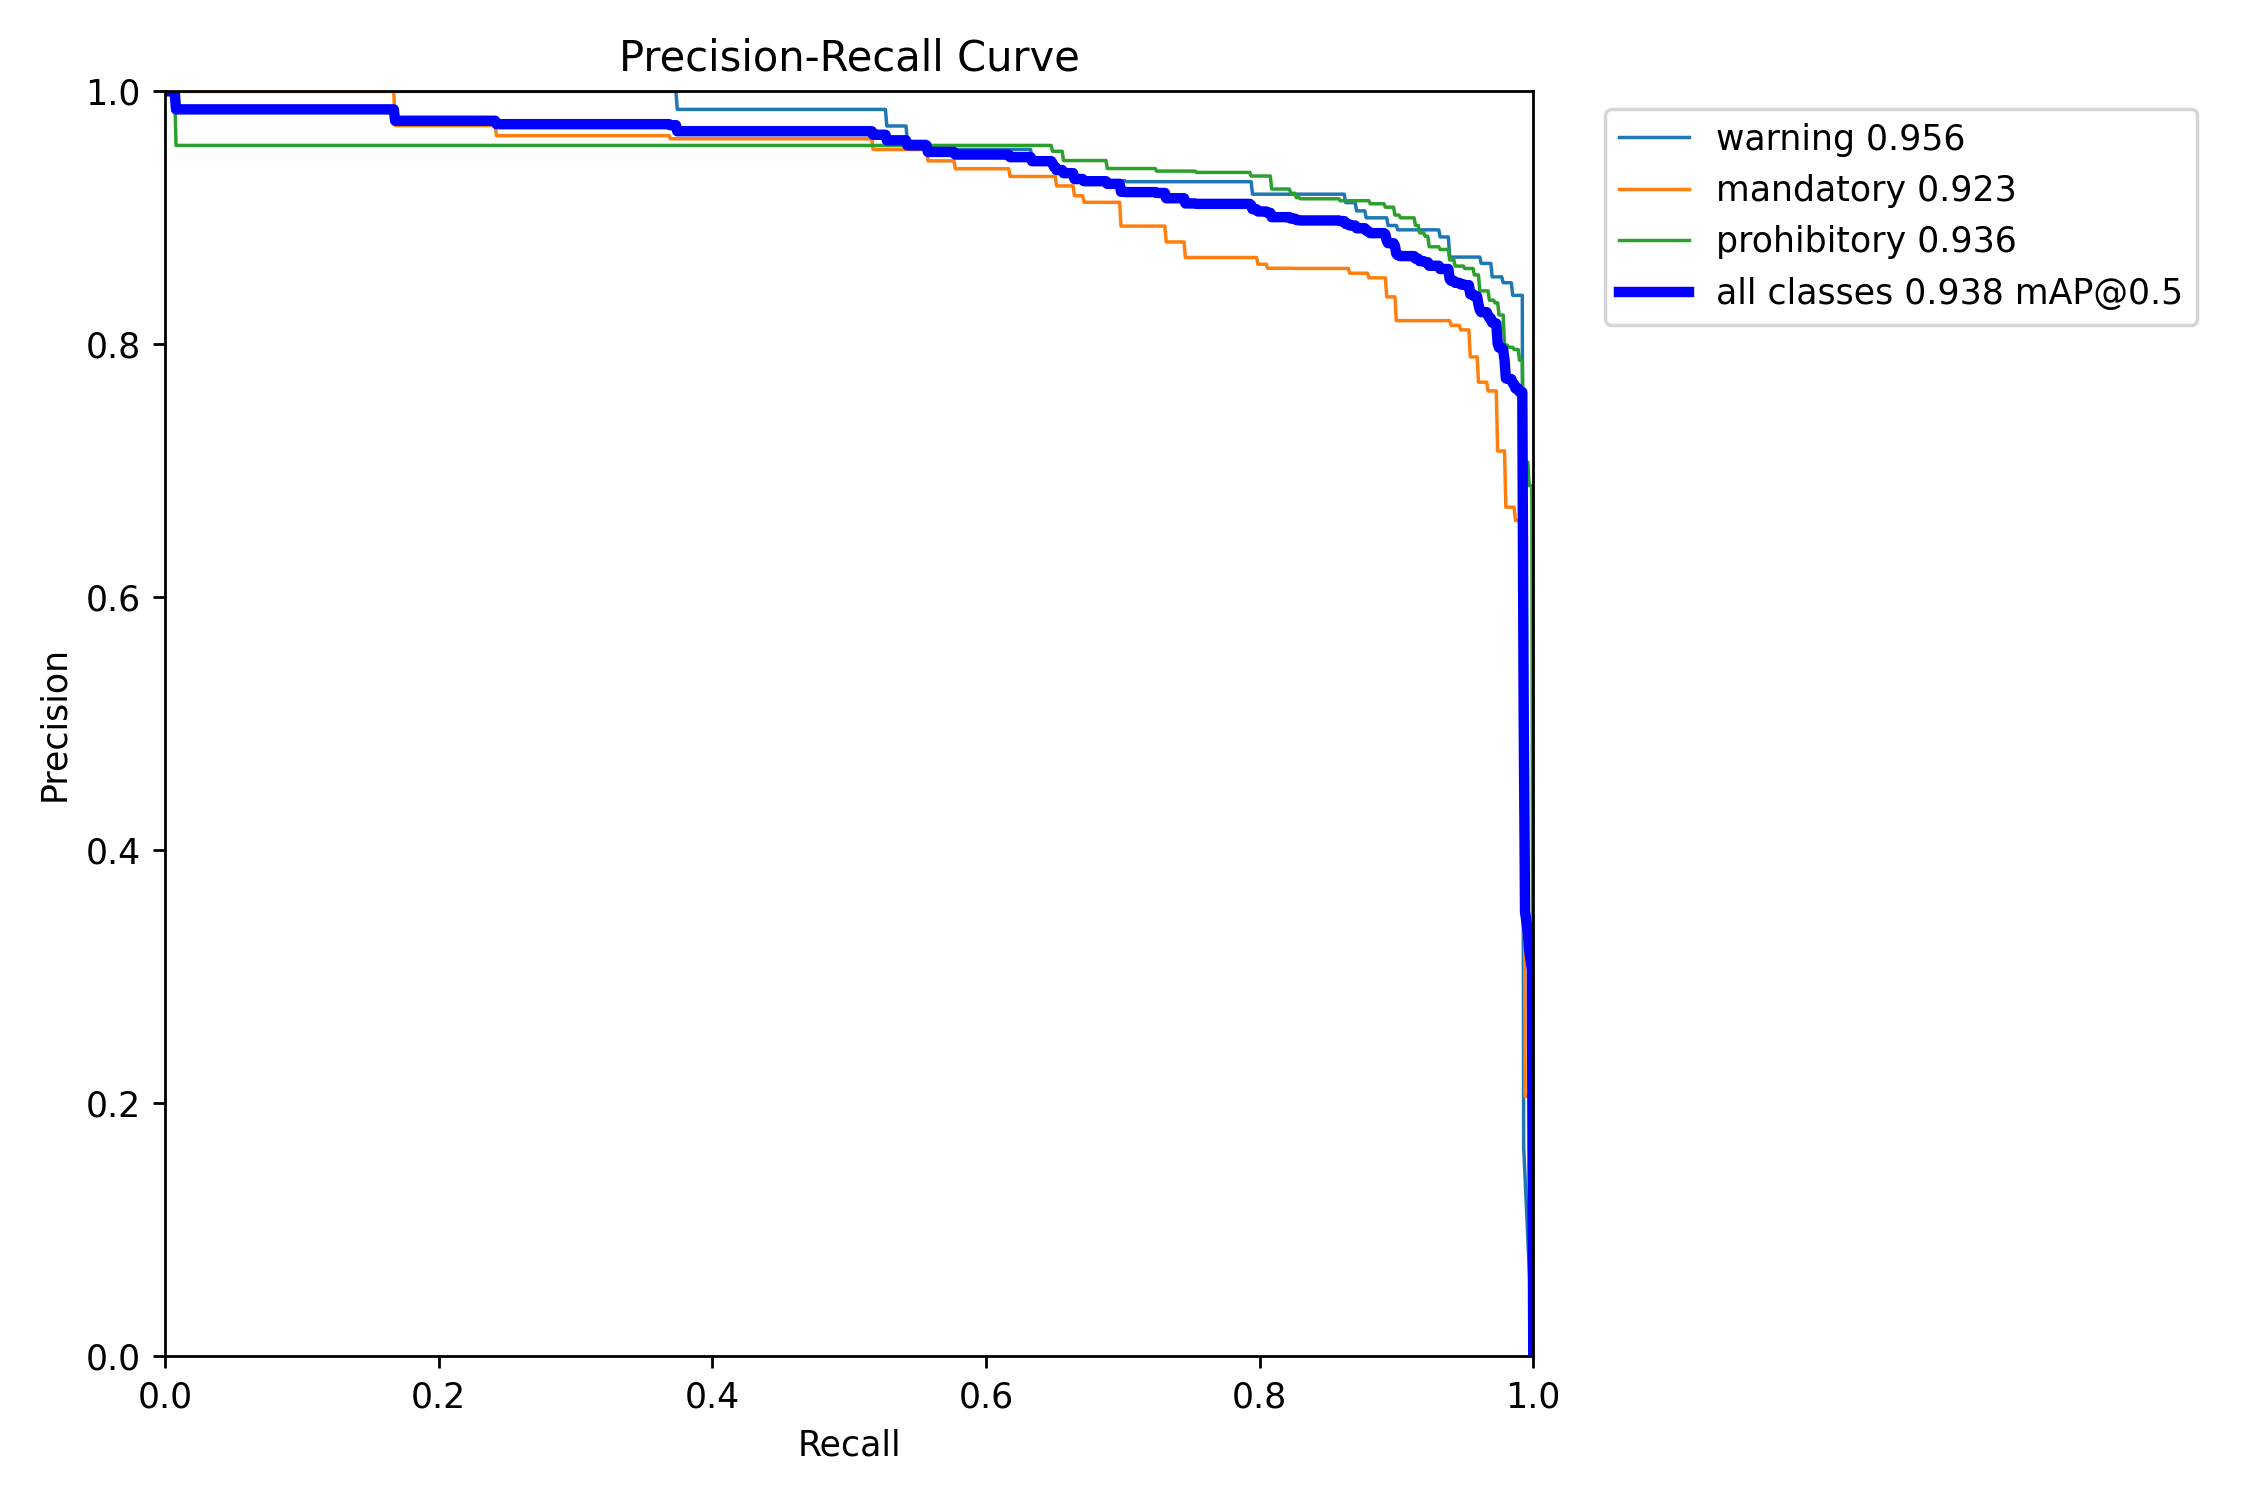 Precision-Recall Curve
1.0
0.8
0.6
0.4
0.2
0.0
Precision
0.0 0.2 0.4 0.6 0.8 1.0
Recall
warning 0.956
mandatory 0.923
prohibitory 0.936
all classes 0.938 mAP@0.5